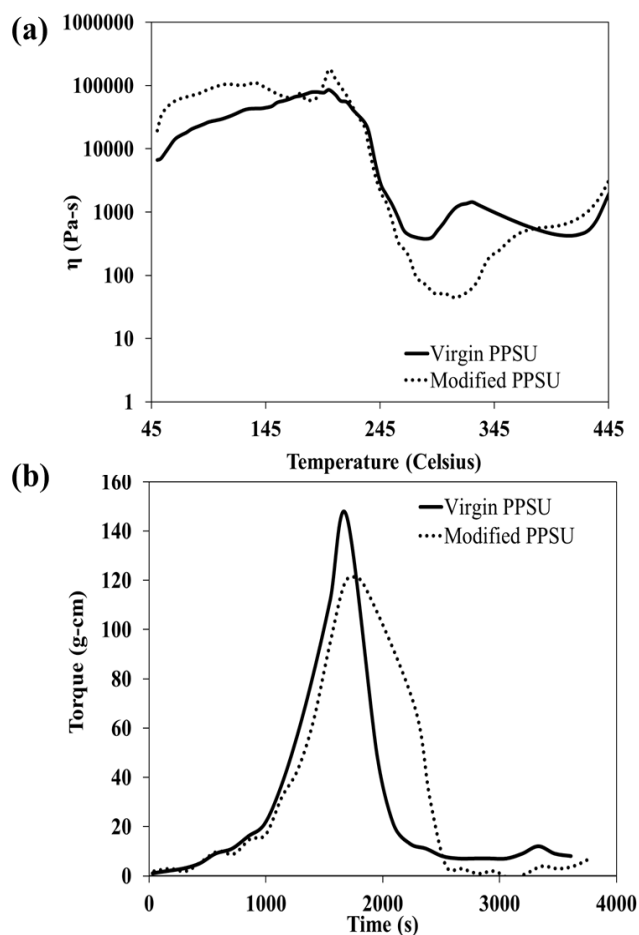 (a)
1000000
100000
10000
1000
100
10
1
η (Pa-s)
Virgin PPSU
Modified PPSU
45 145 245 345 445
Temperature (Celsius)
(b)
160
140
120
100
80
60
40
20
0
Torque (g-cm)
Virgin PPSU
Modified PPSU
0 1000 2000 3000 4000
Time (s)